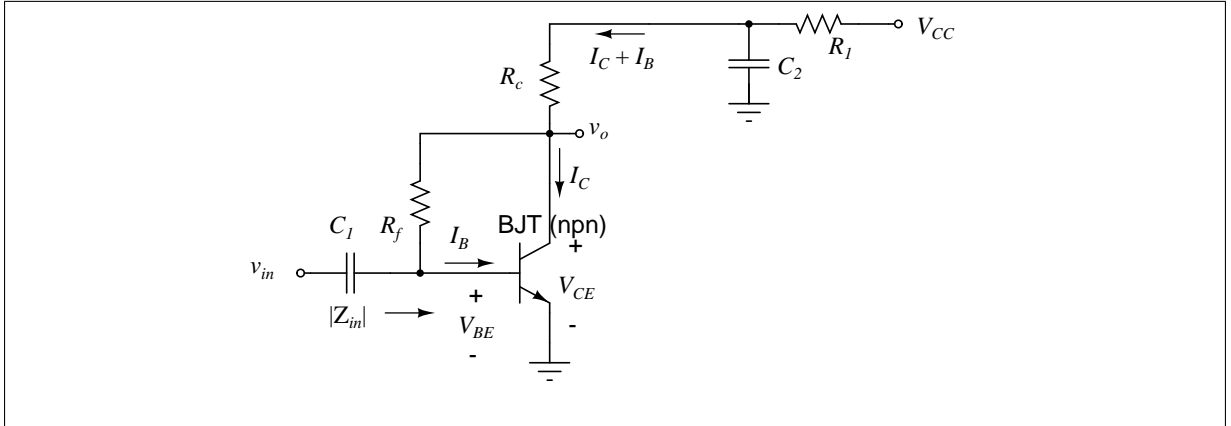 V_CC
R_1
I_C + I_B
C_2
R_c
v_o
I_C
BJT (npn)
C_1
R_f
I_B
+
v_in
V_CE
+
|Z_in|
V_BE
-
-